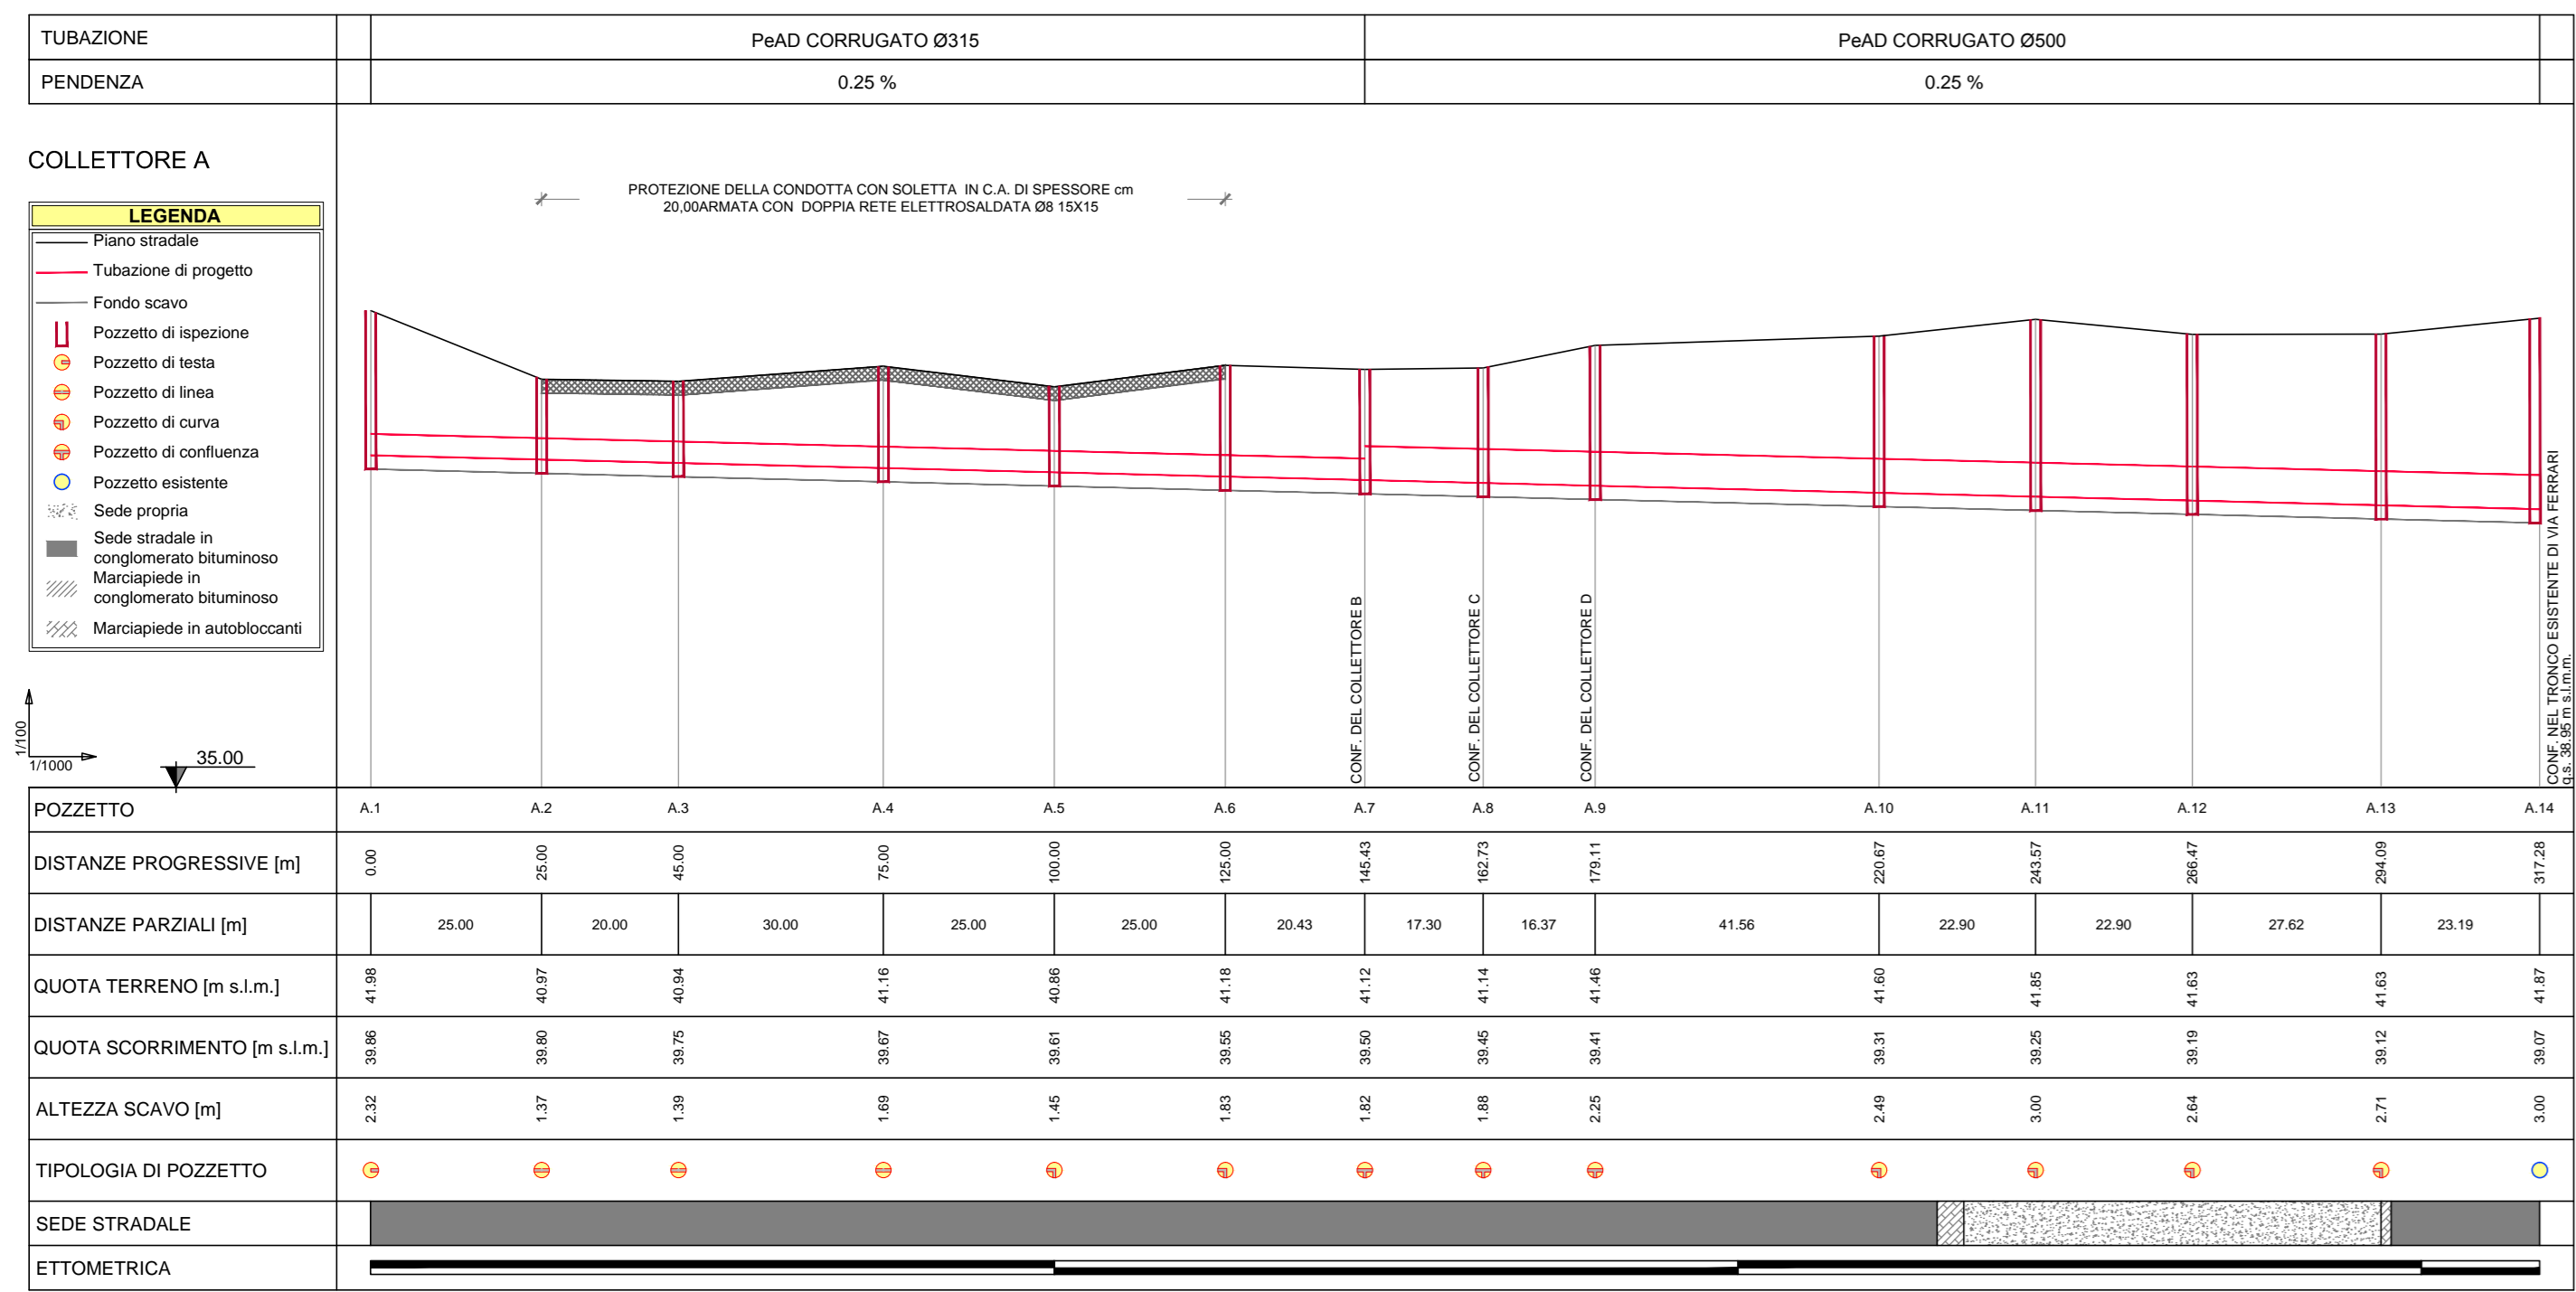 TUBAZIONE PeAD CORRUGATO Ø315 PeAD CORRUGATO Ø500
PENDENZA 0.25 % 0.25 %
COLLETTORE A
PROTEZIONE DELLA CONDOTTA CON SOLETTA IN C.A. DI SPESSORE cm
20,00ARMATA CON DOPPIA RETE ELETTROSALDATA Ø8 15X15
LEGENDA
Piano stradale
Tubazione di progetto
Fondo scavo
Pozzetto di ispezione
Pozzetto di testa
Pozzetto di linea
Pozzetto di curva
Pozzetto di confluenza
Pozzetto esistente
Sede propria
Sede stradale in
conglomerato bituminoso
Marciapiede in
conglomerato bituminoso
Marciapiede in autobloccanti
1/100
1/1000
35.00
CONF. DEL COLLETTORE B
CONF. DEL COLLETTORE C
CONF. DEL COLLETTORE D
CONF. NEL TRONCO ESISTENTE DI VIA FERRARI
q.s. 38.95 m s.l.m.m.
POZZETTO A.1 A.2 A.3 A.4 A.5 A.6 A.7 A.8 A.9 A.10 A.11 A.12 A.13 A.14
DISTANZE PROGRESSIVE [m] 0.00 25.00 45.00 75.00 100.00 125.00 145.43 162.73 179.11 220.67 243.57 266.47 294.09 317.28
DISTANZE PARZIALI [m] 25.00 20.00 30.00 25.00 25.00 20.43 17.30 16.37 41.56 22.90 22.90 27.62 23.19
QUOTA TERRENO [m s.l.m.] 41.98 40.97 40.94 41.16 40.86 41.18 41.12 41.14 41.46 41.60 41.85 41.63 41.63 41.87
QUOTA SCORRIMENTO [m s.l.m.] 39.86 39.80 39.75 39.67 39.61 39.55 39.50 39.45 39.41 39.31 39.25 39.19 39.12 39.07
ALTEZZA SCAVO [m] 2.32 1.37 1.39 1.69 1.45 1.83 1.82 1.88 2.25 2.49 3.00 2.64 2.71 3.00
TIPOLOGIA DI POZZETTO
SEDE STRADALE
ETTOMETRICA